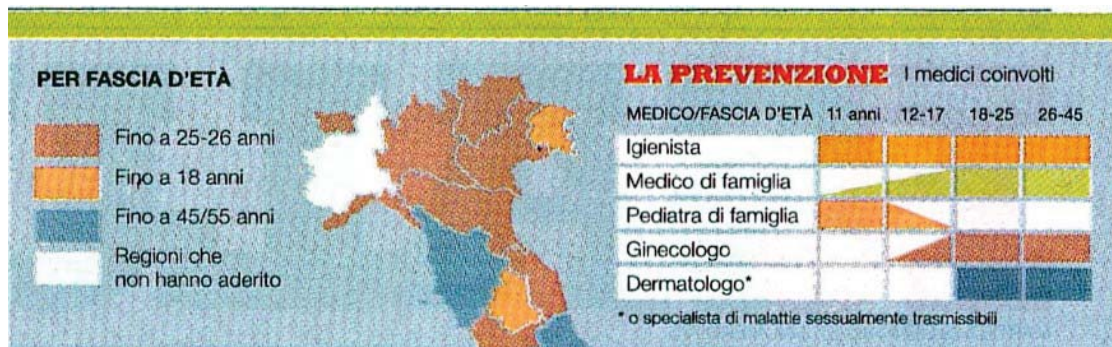 PER FASCIA D'ETÀ
Fino a 25-26 anni
Fino a 18 anni
Fino a 45/55 anni
Regioni che
non hanno aderito
LA PREVENZIONE I medici coinvolti
MEDICO/FASCIA D'ETÀ 11 anni 12-17 18-25 26-45
Igienista
Medico di famiglia
Pediatra di famiglia
Ginecologo
Dermatologo*
* o specialista di malattie sessualmente trasmissibili